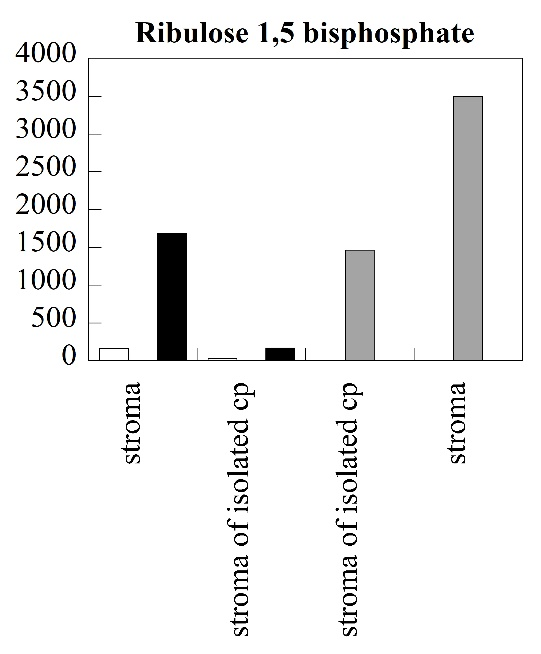 Ribulose 1,5 bisphosphate
4000
3500
3000
2500
2000
1500
1000
500
0
stroma
stroma of isolated cp
stroma of isolated cp
stroma